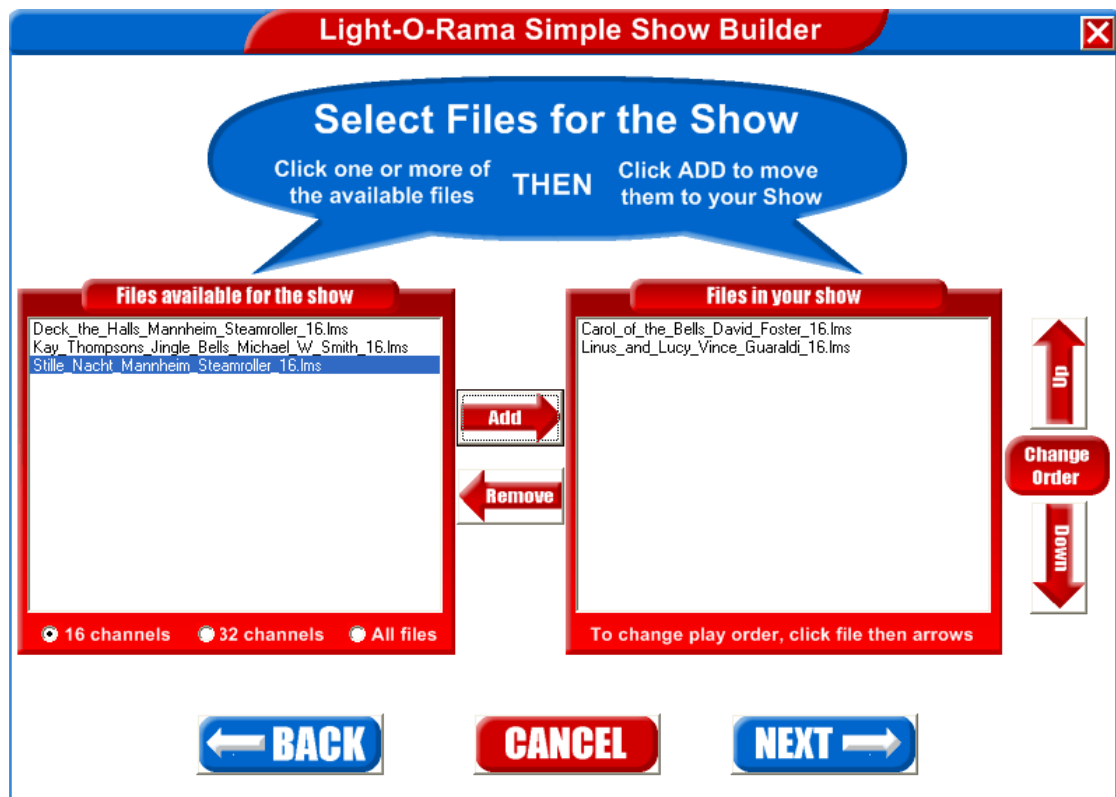 Light-O-Rama Simple Show Builder
Select Files for the Show
Click one or more of
the available files
THEN
Click ADD to move
them to your Show
Files available for the show
Deck_the_Halls_Mannheim_Steamroller_16.lms
Kay_Thompsons_Jingle_Bells_Michael_W_Smith_16.lms
Stille_Nacht_Mannheim_Steamroller_16.lms
16 channels
32 channels
All files
Add
Remove
Files in your show
Carol_of_the_Bells_David_Foster_16.lms
Linus_and_Lucy_Vince_Guaraldi_16.lms
To change play order, click file then arrows
Up
Change
Order
Down
BACK
CANCEL
NEXT